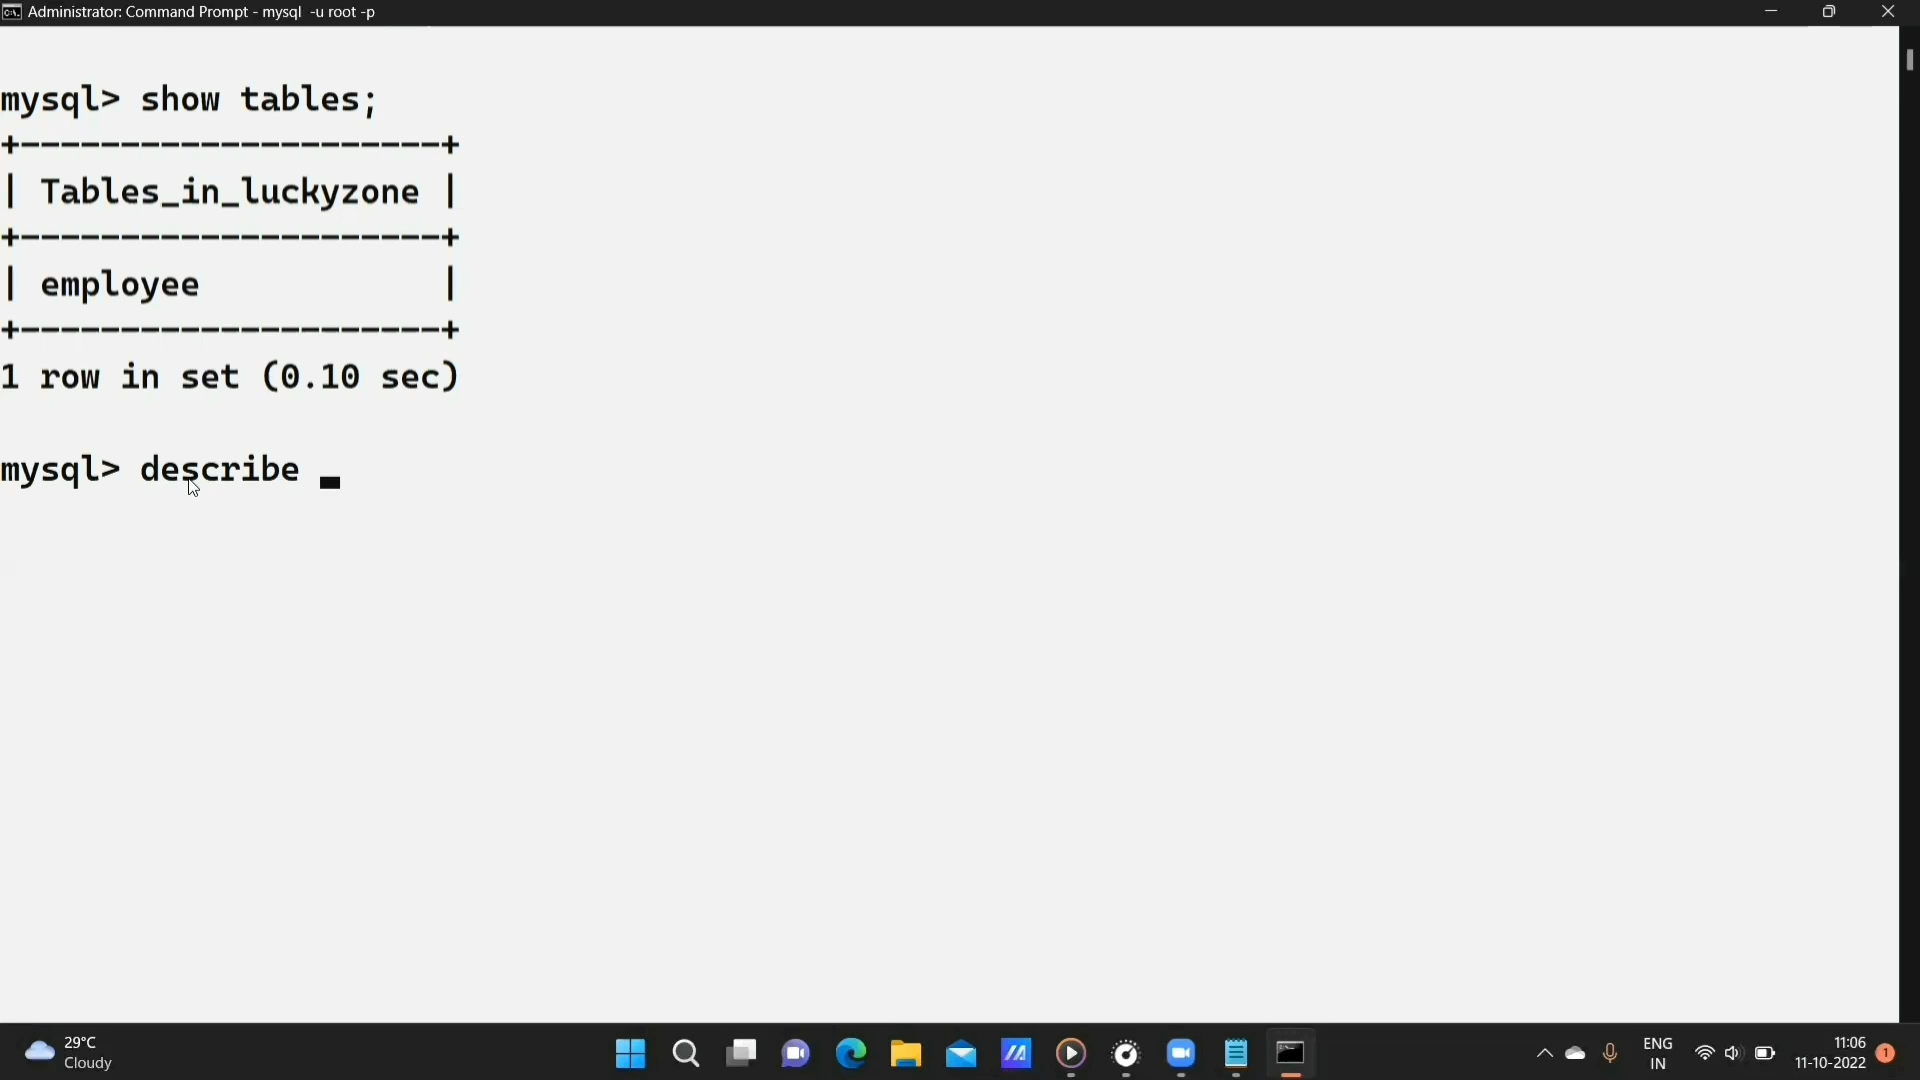 Administrator: Command Prompt - mysql -u root -p
mysql> show tables;
+---------------------+
| Tables_in_luckyzone |
+---------------------+
| employee            |
+---------------------+
1 row in set (0.10 sec)
mysql> describe
29°C
Cloudy
ENG
IN
11:06
11-10-2022
1